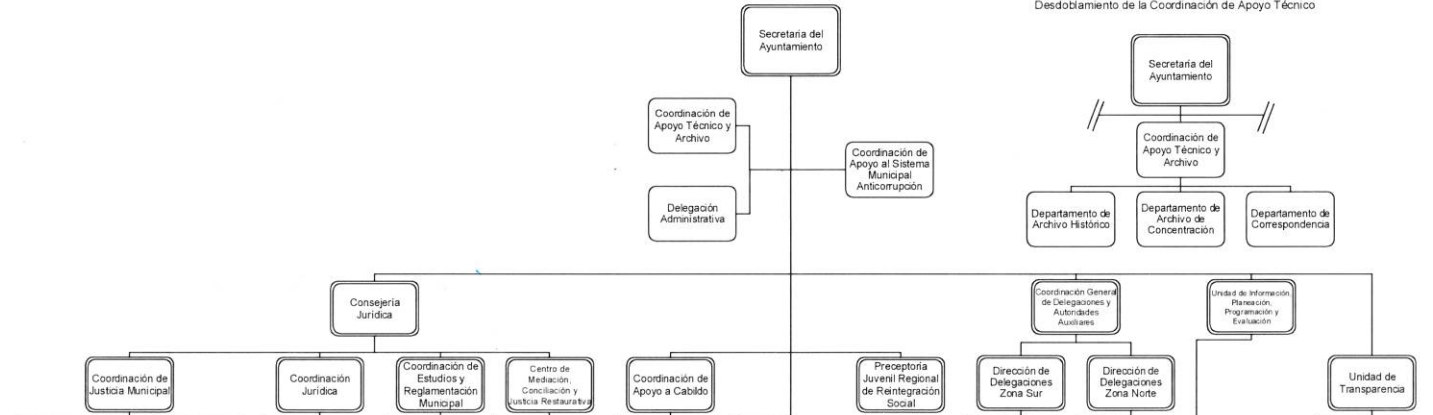 Desdoblamiento de la Coordinación de Apoyo Técnico
Secretaria del
Ayuntamiento
Secretaría del
Ayuntamiento
Coordinación de
Apoyo Técnico y
Archivo
Coordinación de
Apoyo al Sistema
Municipal
Anticorrupción
Delegación
Administrativa
Coordinación de
Apoyo Técnico y
Archivo
Departamento de
Archivo Histórico
Departamento de
Archivo de
Concentración
Departamento de
Correspondencia
Consejería
Jurídica
Coordinación General
de Delegaciones y
Autoridades
Auxiliares
Unidad de Información,
Planeación,
Programación y
Evaluación
Coordinación de
Justicia Municipal
Coordinación
Jurídica
Coordinación de
Estudios y
Reglamentación
Municipal
Centro de
Mediación,
Conciliación y
Justicia Restaurativa
Coordinación de
Apoyo a Cabildo
Preceptoría
Juvenil Regional
de Reintegración
Social
Dirección de
Delegaciones
Zona Sur
Dirección de
Delegaciones
Zona Norte
Unidad de
Transparencia